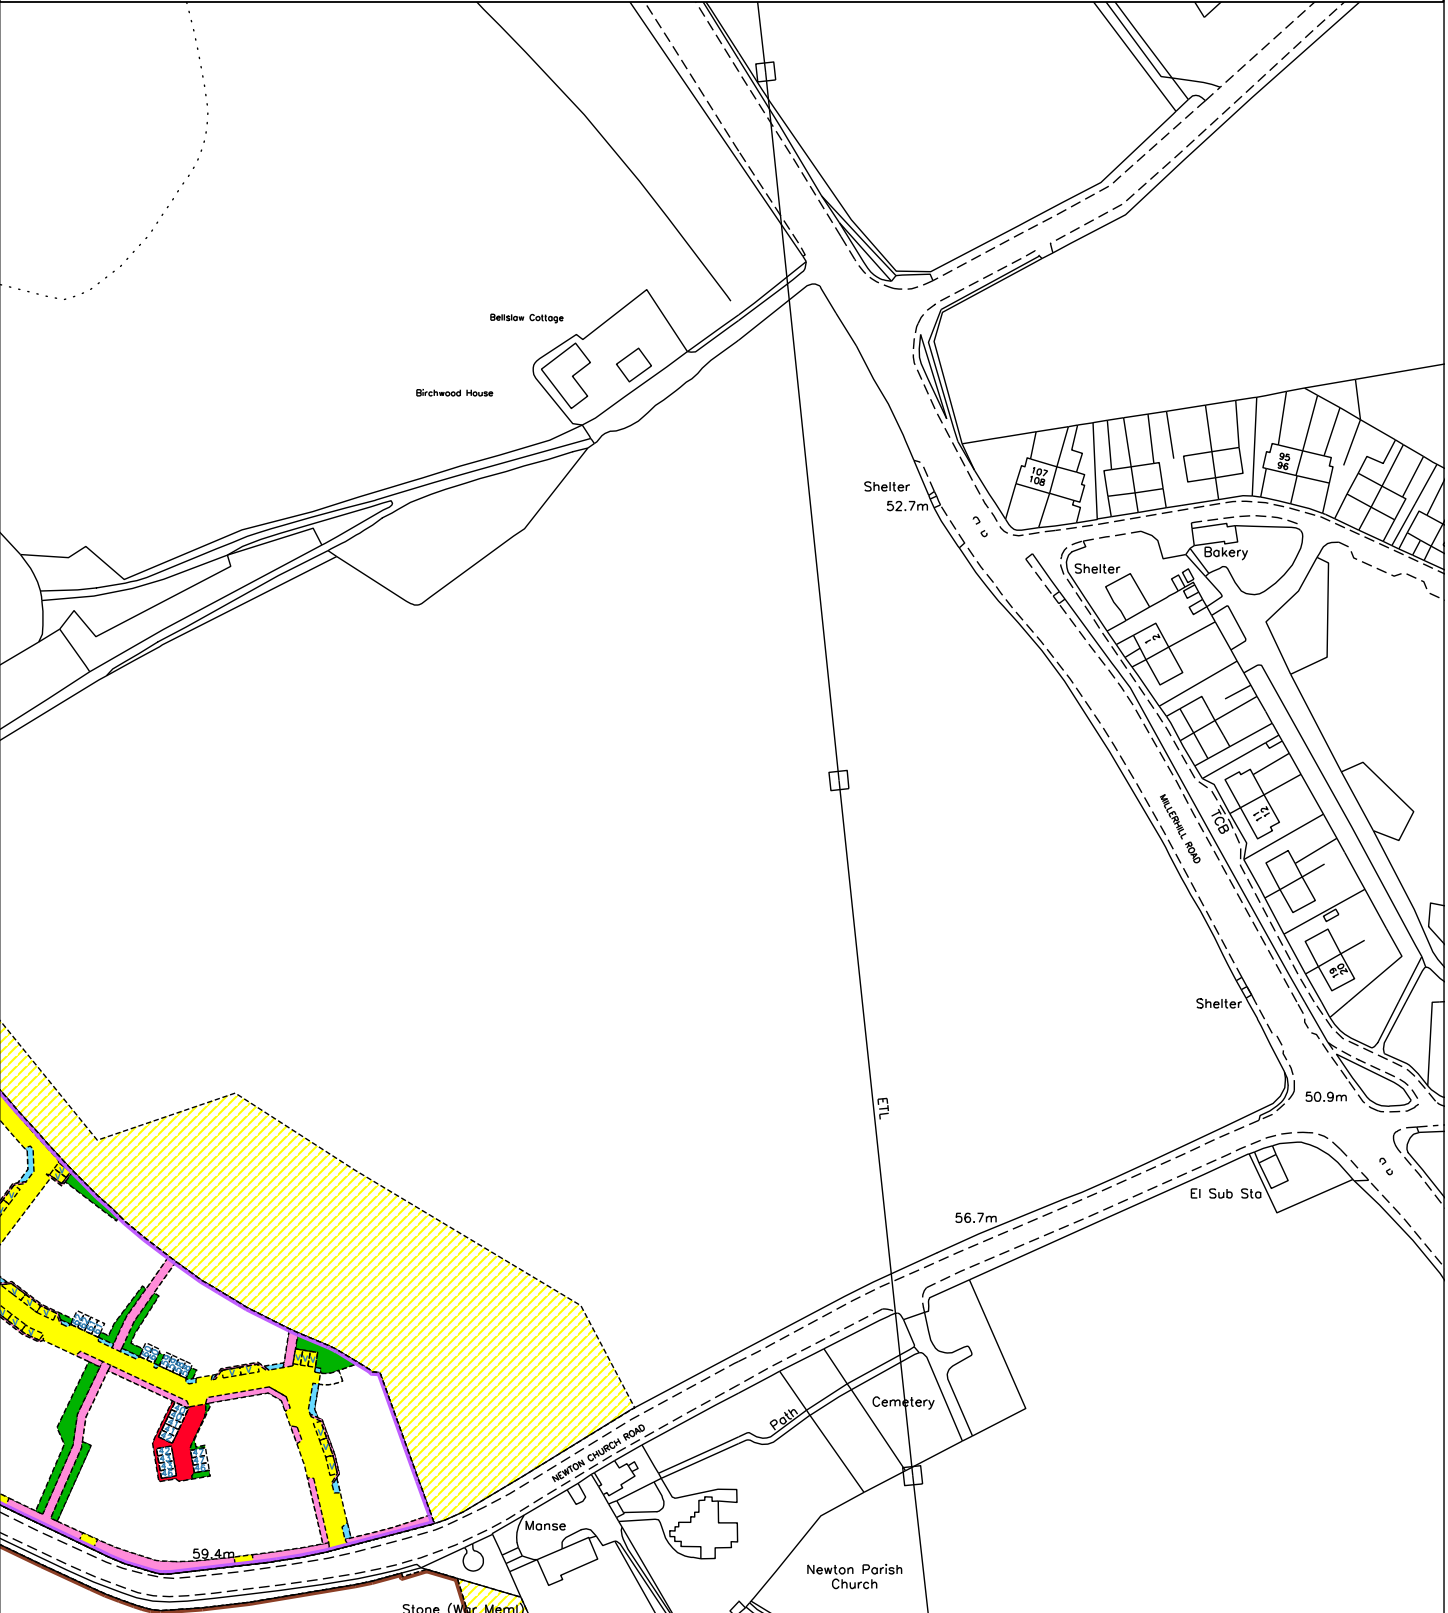 Bellslaw Cottage
Birchwood House
107
108
95
96
Shelter
52.7m
Bakery
Shelter
1
2
MILLERHILL ROAD
TCB
11
12
20
19
Shelter
50.9m
ETL
El Sub Sta
56.7m
Cemetery
Path
NEWTON CHURCH ROAD
Manse
59.4m
Newton Parish
Church
Stone (War Meml)